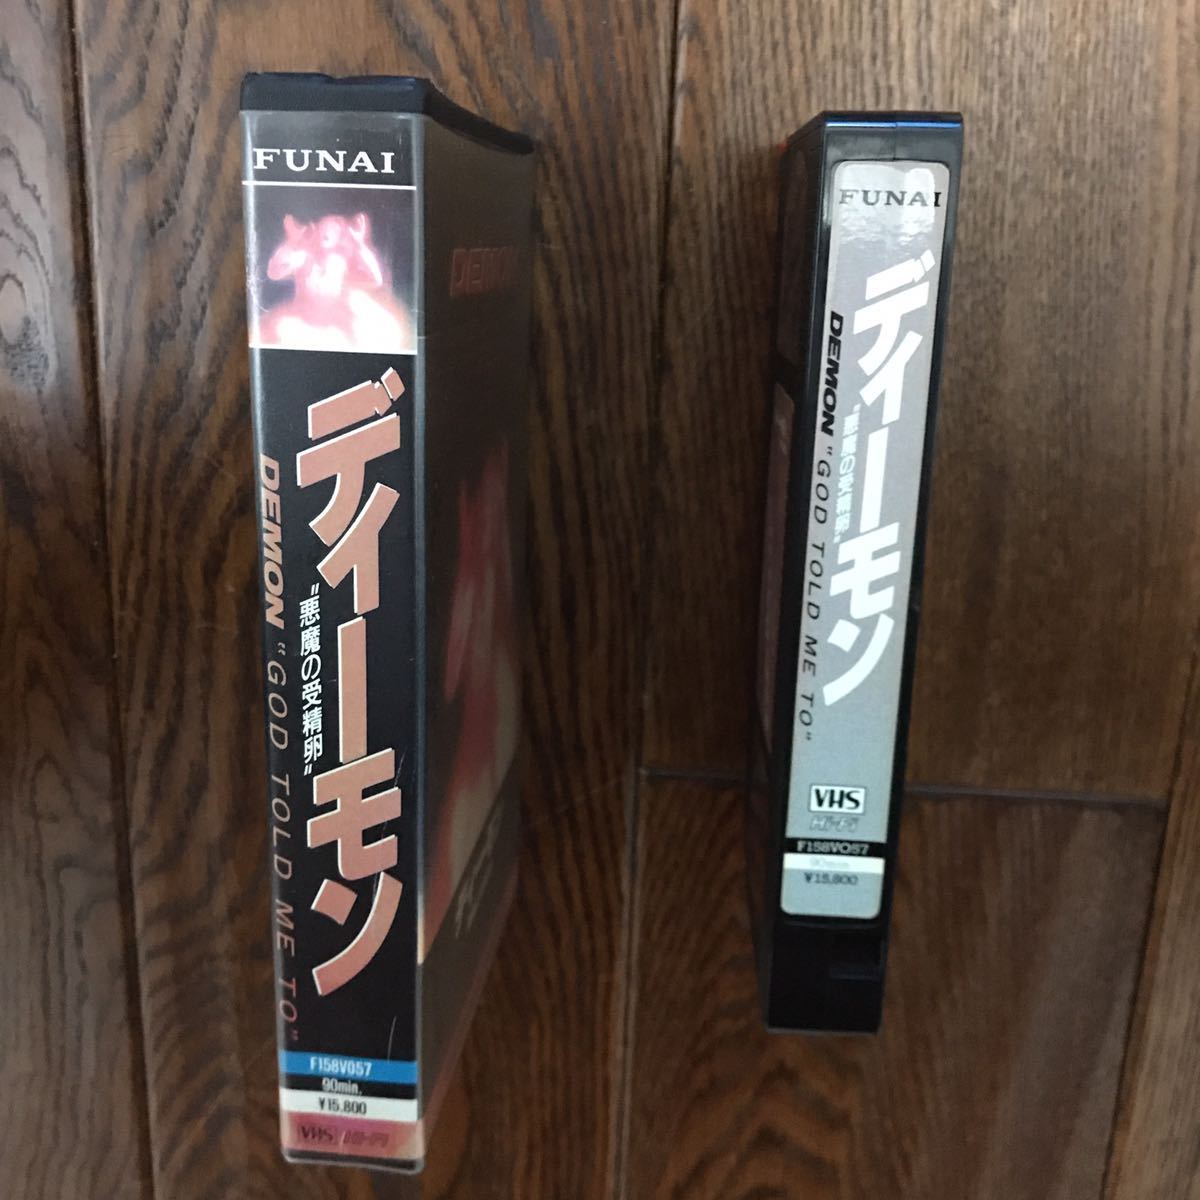 FUNAI
ディーモン
"悪魔の受精卵"
DEMON "GOD TOLD ME TO"
F158V057
90min.
¥15,800
VHS Hi-Fi
DEMON
FUNAI
ディーモン
"悪魔の受精卵"
DEMON "GOD TOLD ME TO"
VHS
Hi-Fi
F158V057
90min.
¥15,800